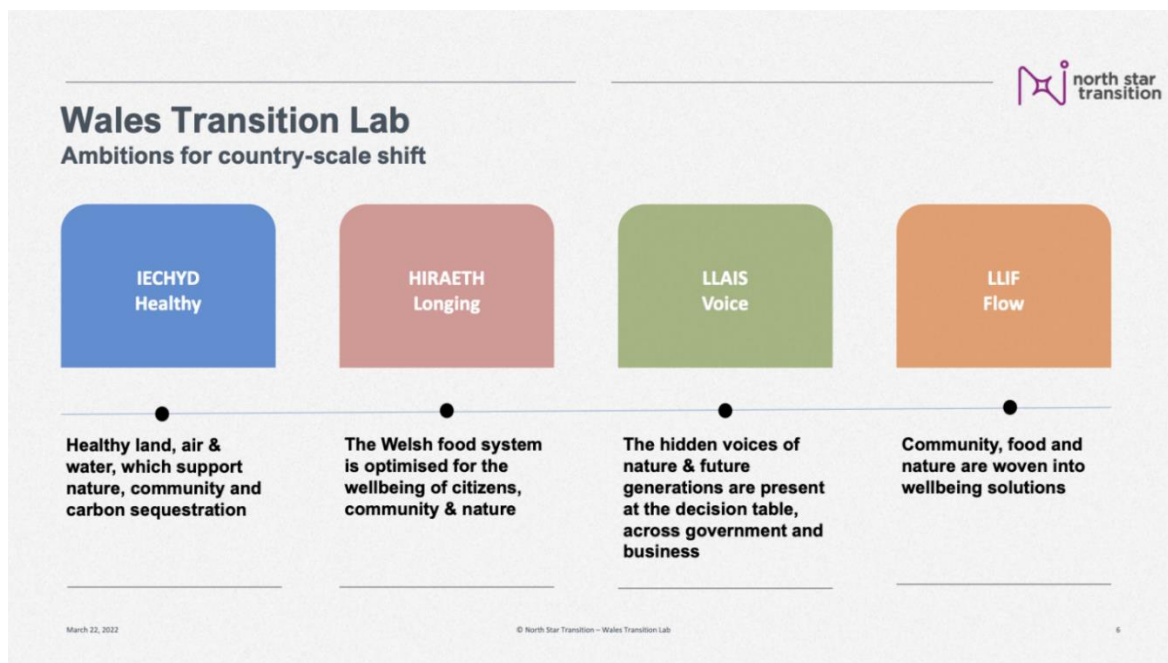 north star
transition
Wales Transition Lab
Ambitions for country-scale shift
IECHYD
Healthy
HIRAETH
Longing
LLAIS
Voice
LLIF
Flow
Healthy land, air &
water, which support
nature, community and
carbon sequestration
The Welsh food system
is optimised for the
wellbeing of citizens,
community & nature
The hidden voices of
nature & future
generations are present
at the decision table,
across government and
business
Community, food and
nature are woven into
wellbeing solutions
March 22, 2022
© North Star Transition – Wales Transition Lab
6